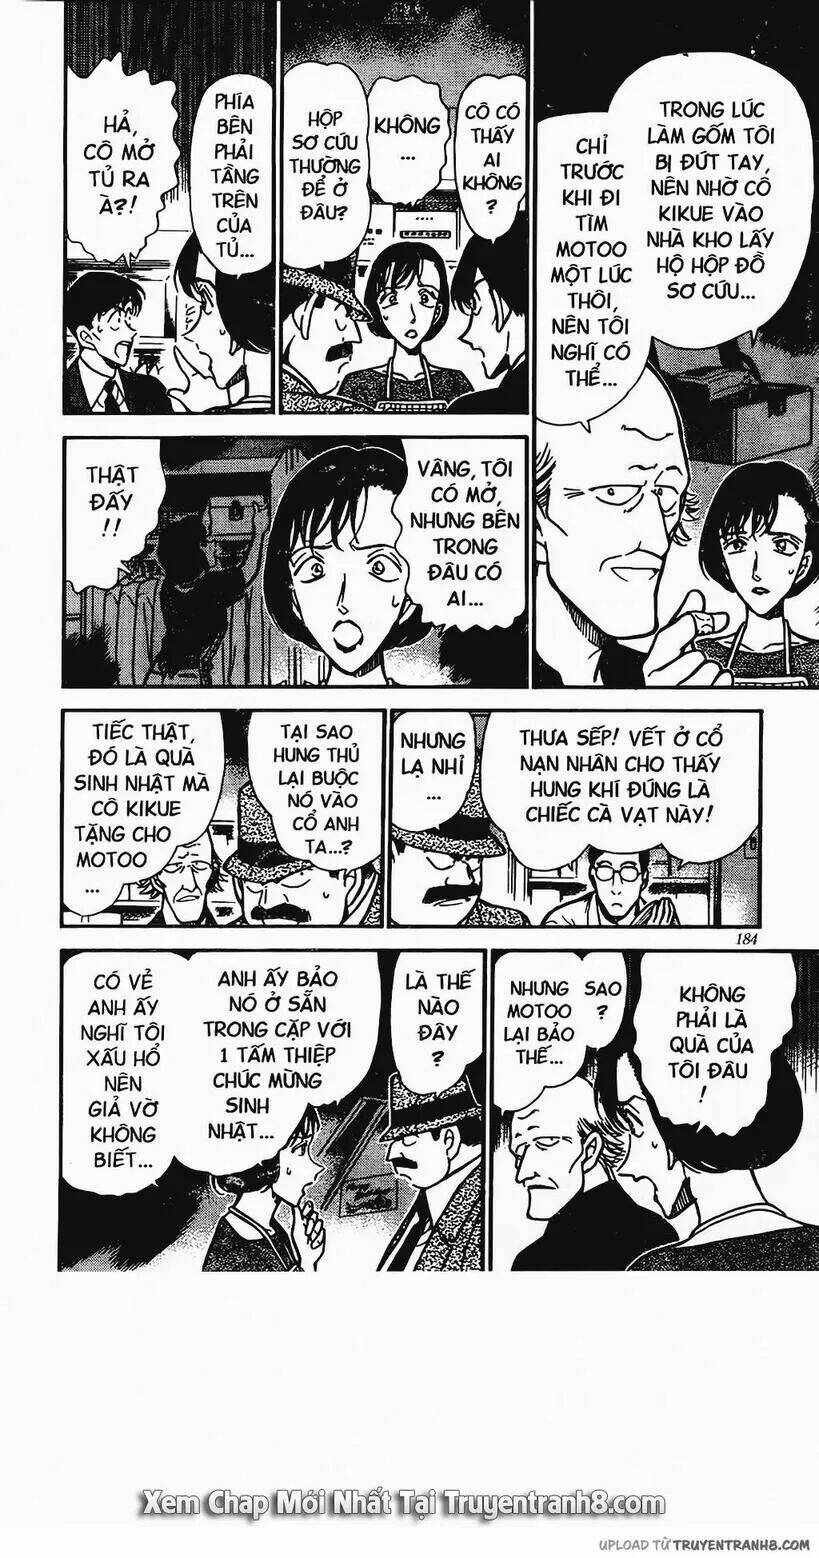 TRONG LÚC
LÀM GỐM TÔI
BỊ ĐỨT TAY,
NÊN NHỜ CÔ
KIKUE VÀO
NHÀ KHO LẤY
HỘ HỘP ĐỒ
SƠ CỨU...
CHỈ
TRƯỚC
KHI ĐI
TÌM
MOTOO
MỘT LÚC
THÔI,
NÊN TÔI
NGHĨ CÓ
THỂ...
CÔ CÓ
THẤY
AI
KHÔNG
?
KHÔNG
...
HỘP
SƠ CỨU
THƯỜNG
ĐỂ Ở
ĐÂU?
PHÍA
BÊN
PHẢI
TẦNG
TRÊN
CỦA
TỦ...
HẢ,
CÔ MỞ
TỦ RA
À?!
VÂNG, TÔI
CÓ MỞ,
NHƯNG BÊN
TRONG
ĐÂU CÓ
AI...
THẬT
ĐẤY
!!
THƯA SẾP! VẾT Ở CỔ
NẠN NHÂN CHO THẤY
HUNG KHÍ ĐÚNG LÀ
CHIẾC CÀ VẠT NÀY!
NHƯNG
LẠ NHỈ
...
TẠI SAO
HUNG THỦ
LẠI BUỘC
NÓ VÀO
CỔ ANH
TA...?
TIẾC THẬT,
ĐÓ LÀ QUÀ
SINH NHẬT MÀ
CÔ KIKUE
TẶNG CHO
MOTOO
...
184
KHÔNG
PHẢI LÀ
QUÀ CỦA
TÔI ĐÂU
!
SAO
?
NHƯNG
MOTOO
LẠI BẢO
THẾ...
LÀ THẾ
NÀO
ĐÂY
?
ANH ẤY BẢO
NÓ Ở SẴN
TRONG CẶP VỚI
1 TẤM THIỆP
CHÚC MỪNG
SINH
NHẬT...
CÓ VẺ
ANH ẤY
NGHĨ TÔI
XẤU HỔ
NÊN
GIẢ VỜ
KHÔNG
BIẾT...
Xem Chap Mới Nhất Tại Truyentranh8.com
UPLOAD TỪ TRUYENTRANH8.COM